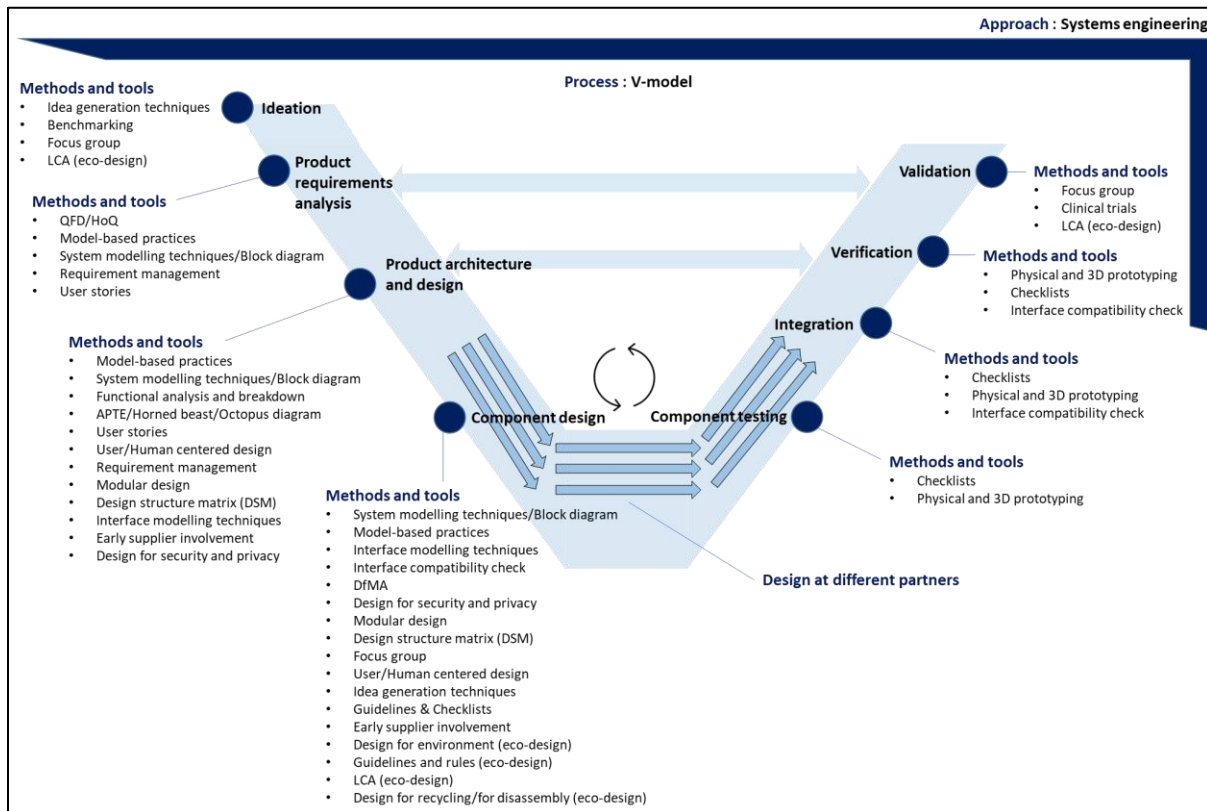 Approach : Systems engineering
Process : V-model
Methods and tools
• Idea generation techniques
• Benchmarking
• Focus group
• LCA (eco-design)
Ideation
Product
requirements
analysis
Methods and tools
• QFD/HoQ
• Model-based practices
• System modelling techniques/Block diagram
• Requirement management
• User stories
Product architecture
and design
Methods and tools
• Model-based practices
• System modelling techniques/Block diagram
• Functional analysis and breakdown
• APTE/Horned beast/Octopus diagram
• User stories
• User/Human centered design
• Requirement management
• Modular design
• Design structure matrix (DSM)
• Interface modelling techniques
• Early supplier involvement
• Design for security and privacy
Component design
Methods and tools
• System modelling techniques/Block diagram
• Model-based practices
• Interface modelling techniques
• Interface compatibility check
• DfMA
• Design for security and privacy
• Modular design
• Design structure matrix (DSM)
• Focus group
• User/Human centered design
• Idea generation techniques
• Guidelines & Checklists
• Early supplier involvement
• Design for environment (eco-design)
• Guidelines and rules (eco-design)
• LCA (eco-design)
• Design for recycling/for disassembly (eco-design)
Design at different partners
Component testing
Methods and tools
• Checklists
• Physical and 3D prototyping
Integration
Methods and tools
• Checklists
• Physical and 3D prototyping
• Interface compatibility check
Verification
Methods and tools
• Physical and 3D prototyping
• Checklists
• Interface compatibility check
Validation
Methods and tools
• Focus group
• Clinical trials
• LCA (eco-design)